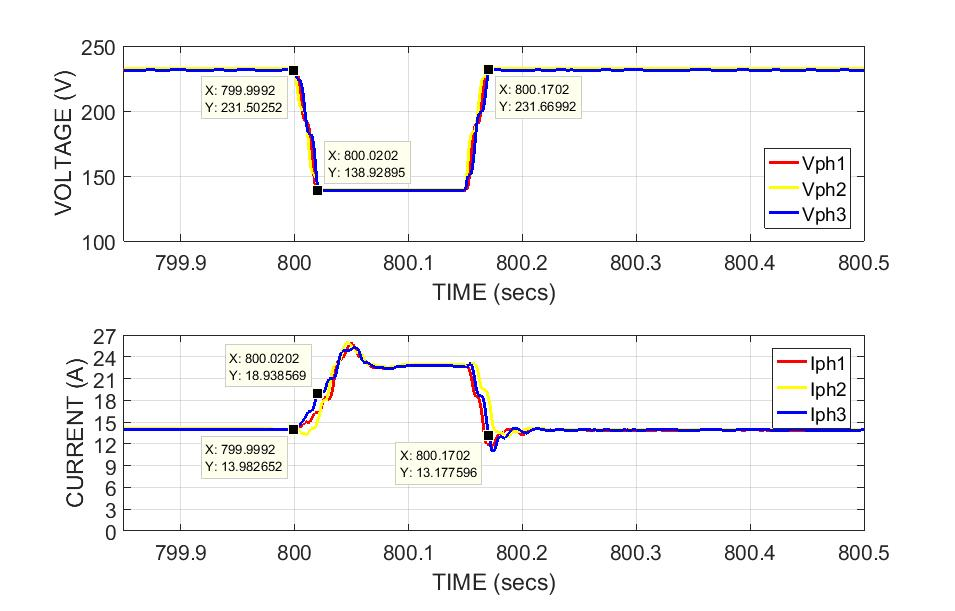 250
200
150
100
VOLTAGE (V)
X: 799.9992
Y: 231.50252
X: 800.0202
Y: 138.92895
X: 800.1702
Y: 231.66992
Vph1
Vph2
Vph3
799.9 800 800.1 800.2 800.3 800.4 800.5
TIME (secs)
27
24
21
18
15
12
9
6
3
0
CURRENT (A)
X: 800.0202
Y: 18.938569
X: 799.9992
Y: 13.982652
X: 800.1702
Y: 13.177596
Iph1
Iph2
Iph3
799.9 800 800.1 800.2 800.3 800.4 800.5
TIME (secs)